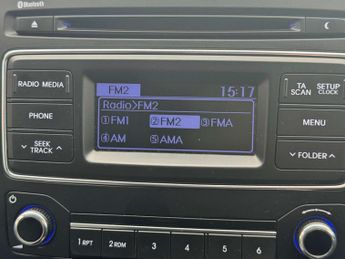 Bluetooth
RADIO MEDIA
FM2 15:17
TA SCAN SETUP CLOCK
Radio>FM2
①FM1 ②FM2 ③FMA
④AM ⑤AMA
PHONE
MENU
SEEK TRACK
FOLDER
1 RPT 2 RDM 3 4 5 6